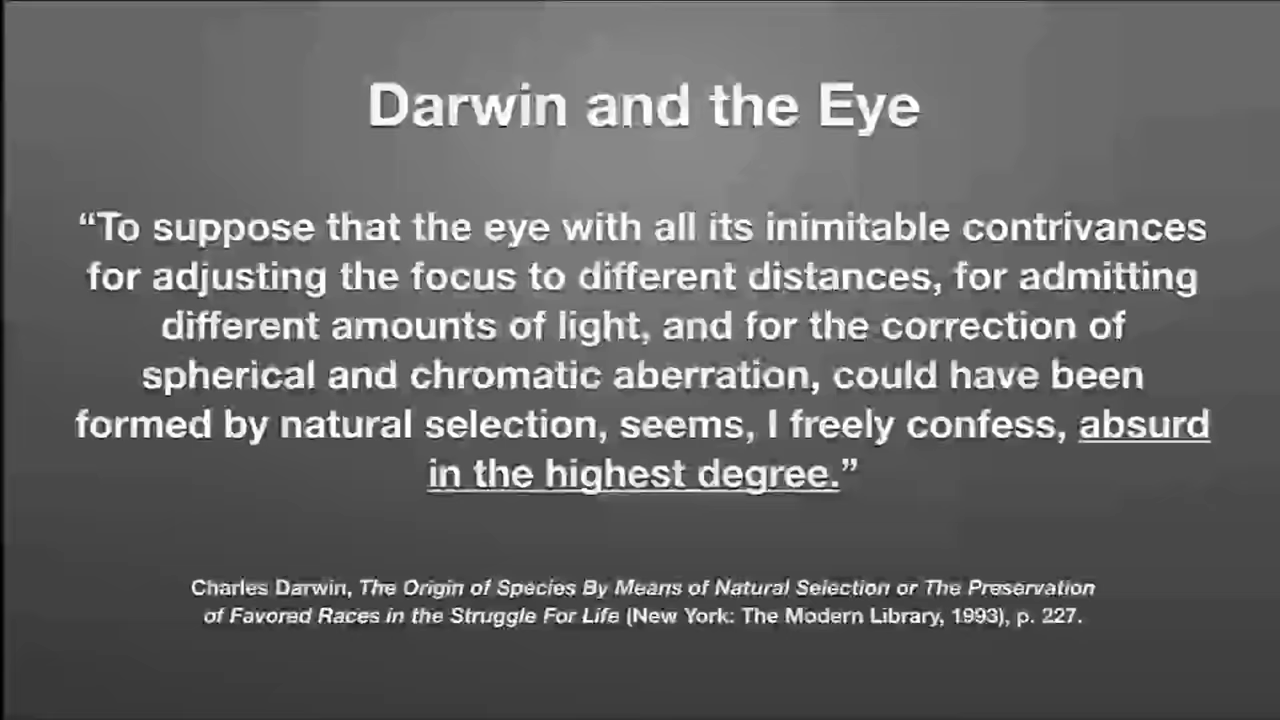 Darwin and the Eye
“To suppose that the eye with all its inimitable contrivances
for adjusting the focus to different distances, for admitting
different amounts of light, and for the correction of
spherical and chromatic aberration, could have been
formed by natural selection, seems, I freely confess, absurd
in the highest degree.”
Charles Darwin, The Origin of Species By Means of Natural Selection or The Preservation
of Favored Races in the Struggle For Life (New York: The Modern Library, 1993), p. 227.